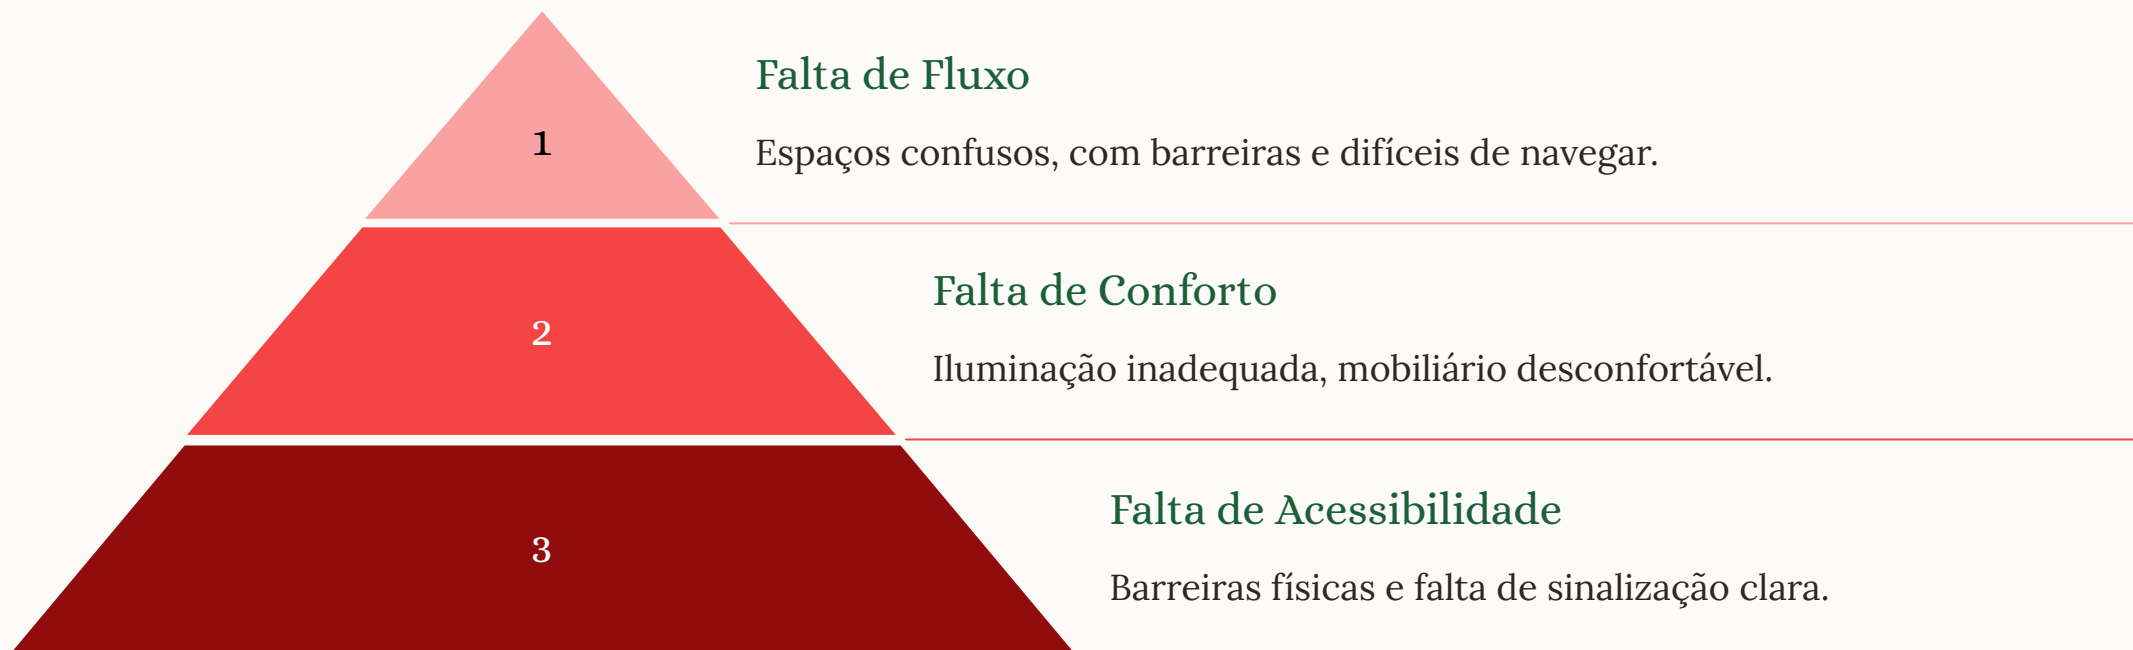 1
Falta de Fluxo
Espaços confusos, com barreiras e difíceis de navegar.
2
Falta de Conforto
Iluminação inadequada, mobiliário desconfortável.
3
Falta de Acessibilidade
Barreiras físicas e falta de sinalização clara.